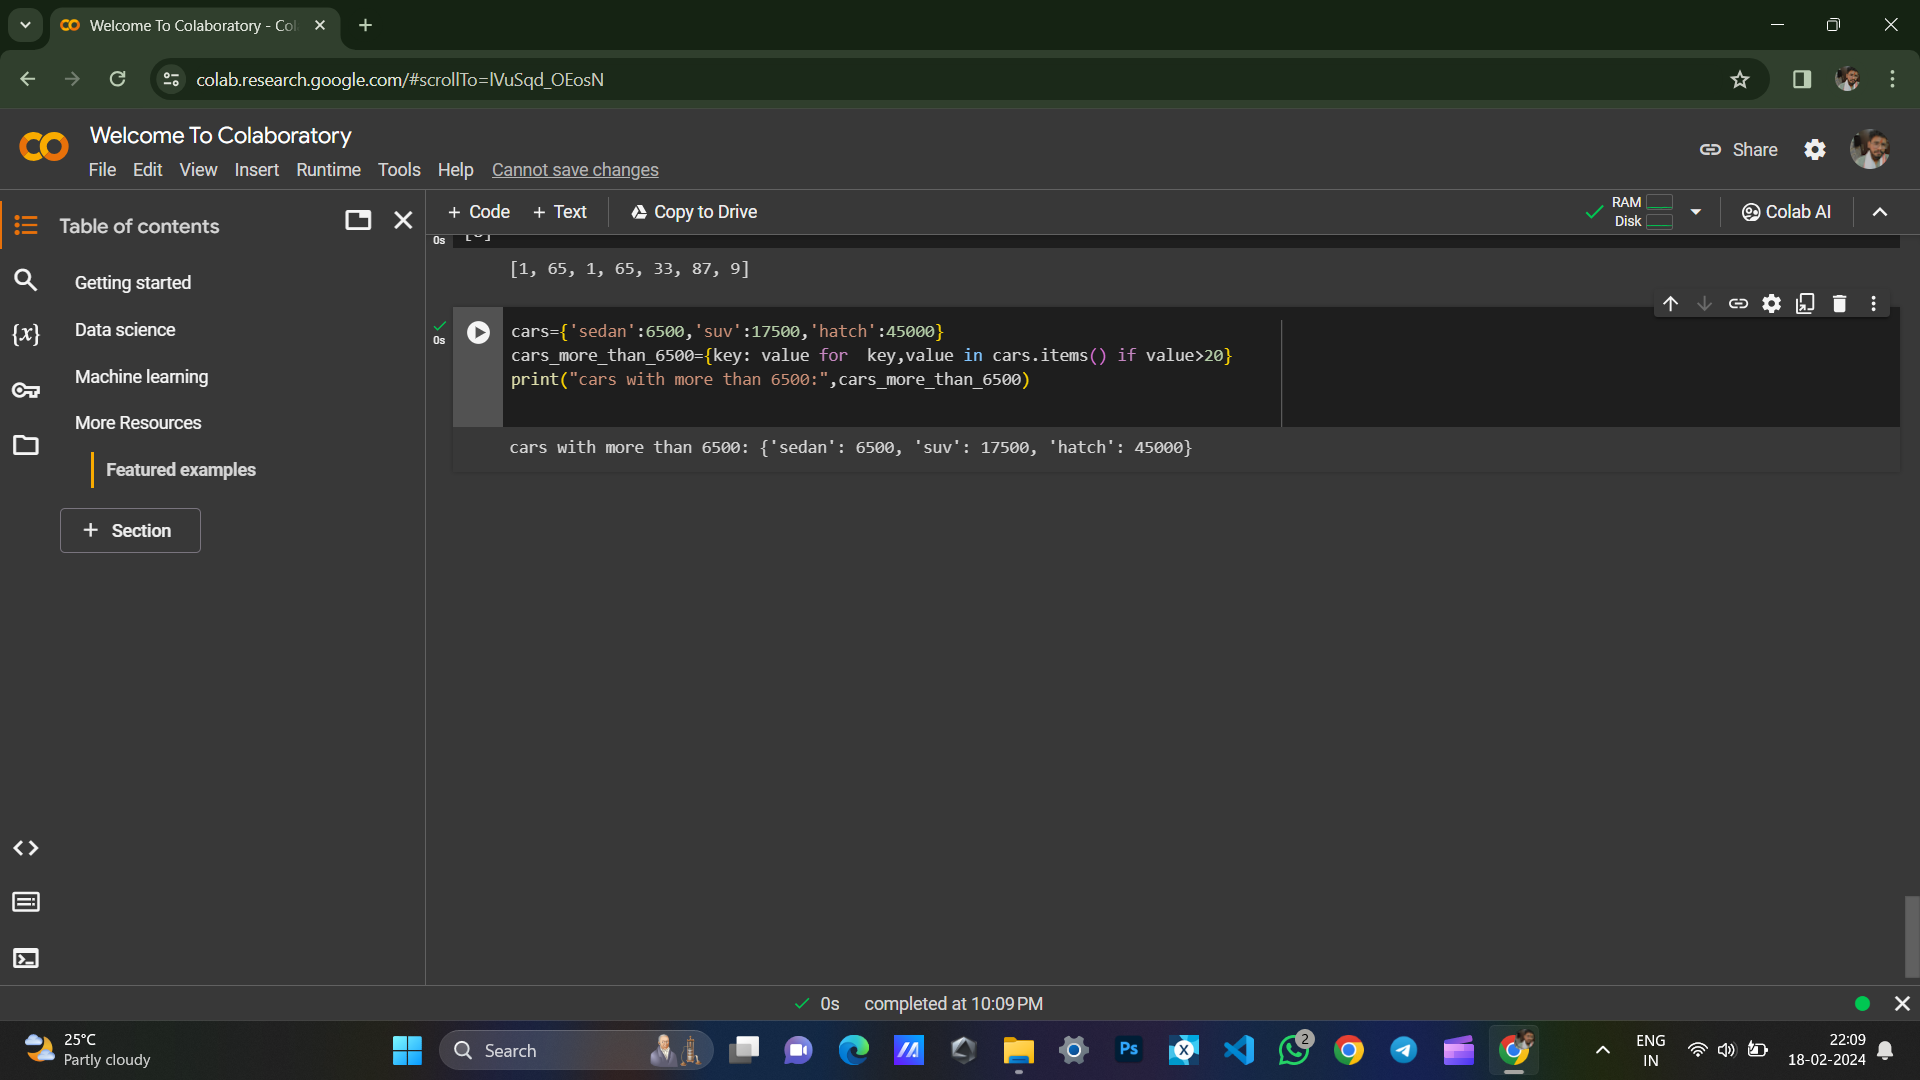 Welcome To Colaboratory - Col
colab.research.google.com/#scrollTo=lVuSqd_OEosN
Welcome To Colaboratory
File Edit View Insert Runtime Tools Help Cannot save changes
Share
Table of contents
+ Code + Text Copy to Drive
RAM
Disk
Colab AI
0s
[1, 65, 1, 65, 33, 87, 9]
Getting started
Data science
Machine learning
More Resources
Featured examples
+ Section
{x}
0s
cars={'sedan':6500,'suv':17500,'hatch':45000}
cars_more_than_6500={key: value for  key,value in cars.items() if value>20}
print("cars with more than 6500:",cars_more_than_6500)
cars with more than 6500: {'sedan': 6500, 'suv': 17500, 'hatch': 45000}
0s completed at 10:09 PM
25°C
Partly cloudy
Search
Ps
X
2
ENG
IN
22:09
18-02-2024